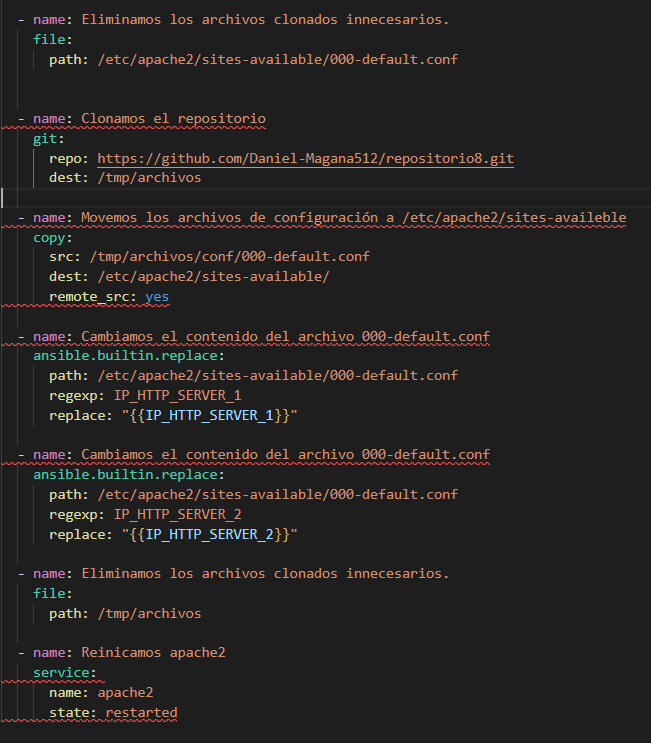 - name: Eliminamos los archivos clonados innecesarios.
file:
path: /etc/apache2/sites-available/000-default.conf
- name: Clonamos el repositorio
git:
repo: https://github.com/Daniel-Magana512/repositorio8.git
dest: /tmp/archivos
- name: Movemos los archivos de configuración a /etc/apache2/sites-availeble
copy:
src: /tmp/archivos/conf/000-default.conf
dest: /etc/apache2/sites-available/
remote_src: yes
- name: Cambiamos el contenido del archivo 000-default.conf
ansible.builtin.replace:
path: /etc/apache2/sites-available/000-default.conf
regexp: IP_HTTP_SERVER_1
replace: "{{IP_HTTP_SERVER_1}}"
- name: Cambiamos el contenido del archivo 000-default.conf
ansible.builtin.replace:
path: /etc/apache2/sites-available/000-default.conf
regexp: IP_HTTP_SERVER_2
replace: "{{IP_HTTP_SERVER_2}}"
- name: Eliminamos los archivos clonados innecesarios.
file:
path: /tmp/archivos
- name: Reinicamos apache2
service:
name: apache2
state: restarted